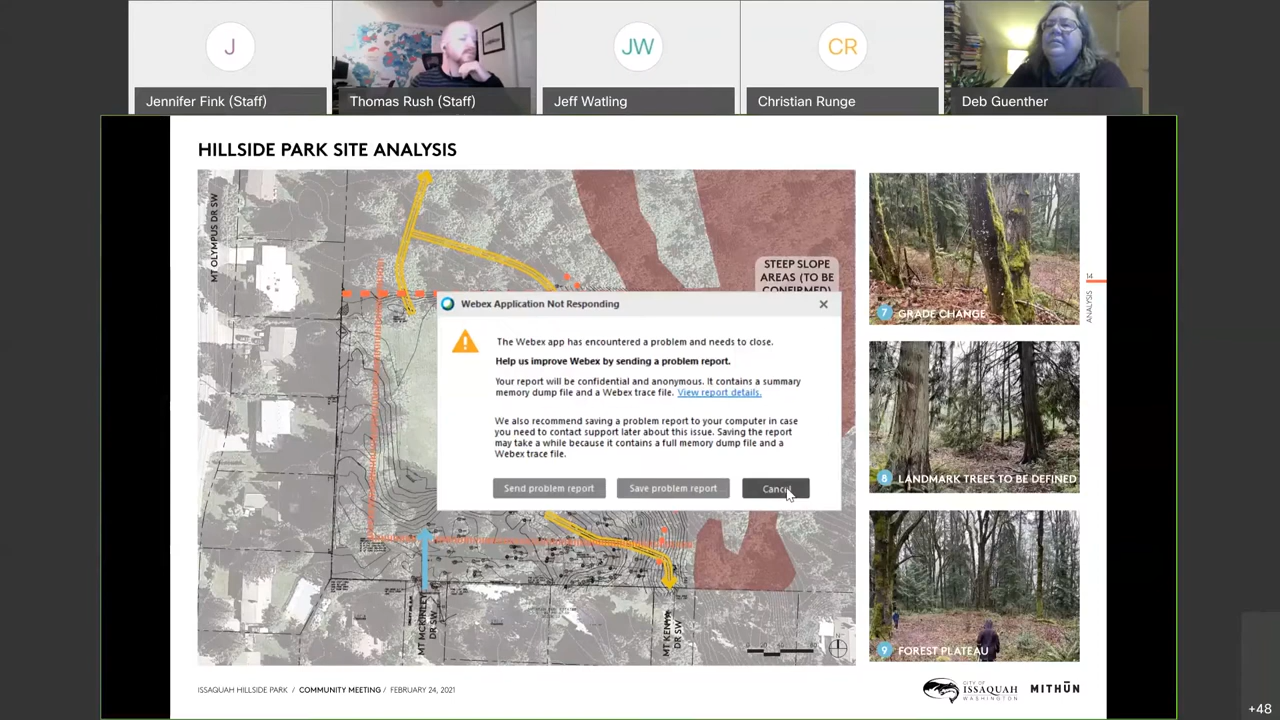 J
JW
CR
Jennifer Fink (Staff)
Thomas Rush (Staff)
Jeff Watling
Christian Runge
Deb Guenther
HILLSIDE PARK SITE ANALYSIS
MT OLYMPUS DR SW
STEEP SLOPE
AREAS (TO BE
CONFIRMED)
Webex Application Not Responding
The Webex app has encountered a problem and needs to close.
Help us improve Webex by sending a problem report.
Your report will be confidential and anonymous. It contains a summary
memory dump file and a Webex trace file. View report details.
We also recommend saving a problem report to your computer in case
you need to contact support later about this issue. Saving the report
may take a while because it contains a full memory dump file and a
Webex trace file.
Send problem report
Save problem report
Cancel
MT MCKINLEY
DR SW
MT KENYA
DR SW
7 GRADE CHANGE
8 LANDMARK TREES TO BE DEFINED
9 FOREST PLATEAU
14
ANALYSIS
ISSAQUAH HILLSIDE PARK / COMMUNITY MEETING / FEBRUARY 24, 2021
CITY OF
ISSAQUAH
WASHINGTON
MITHŪN
+48